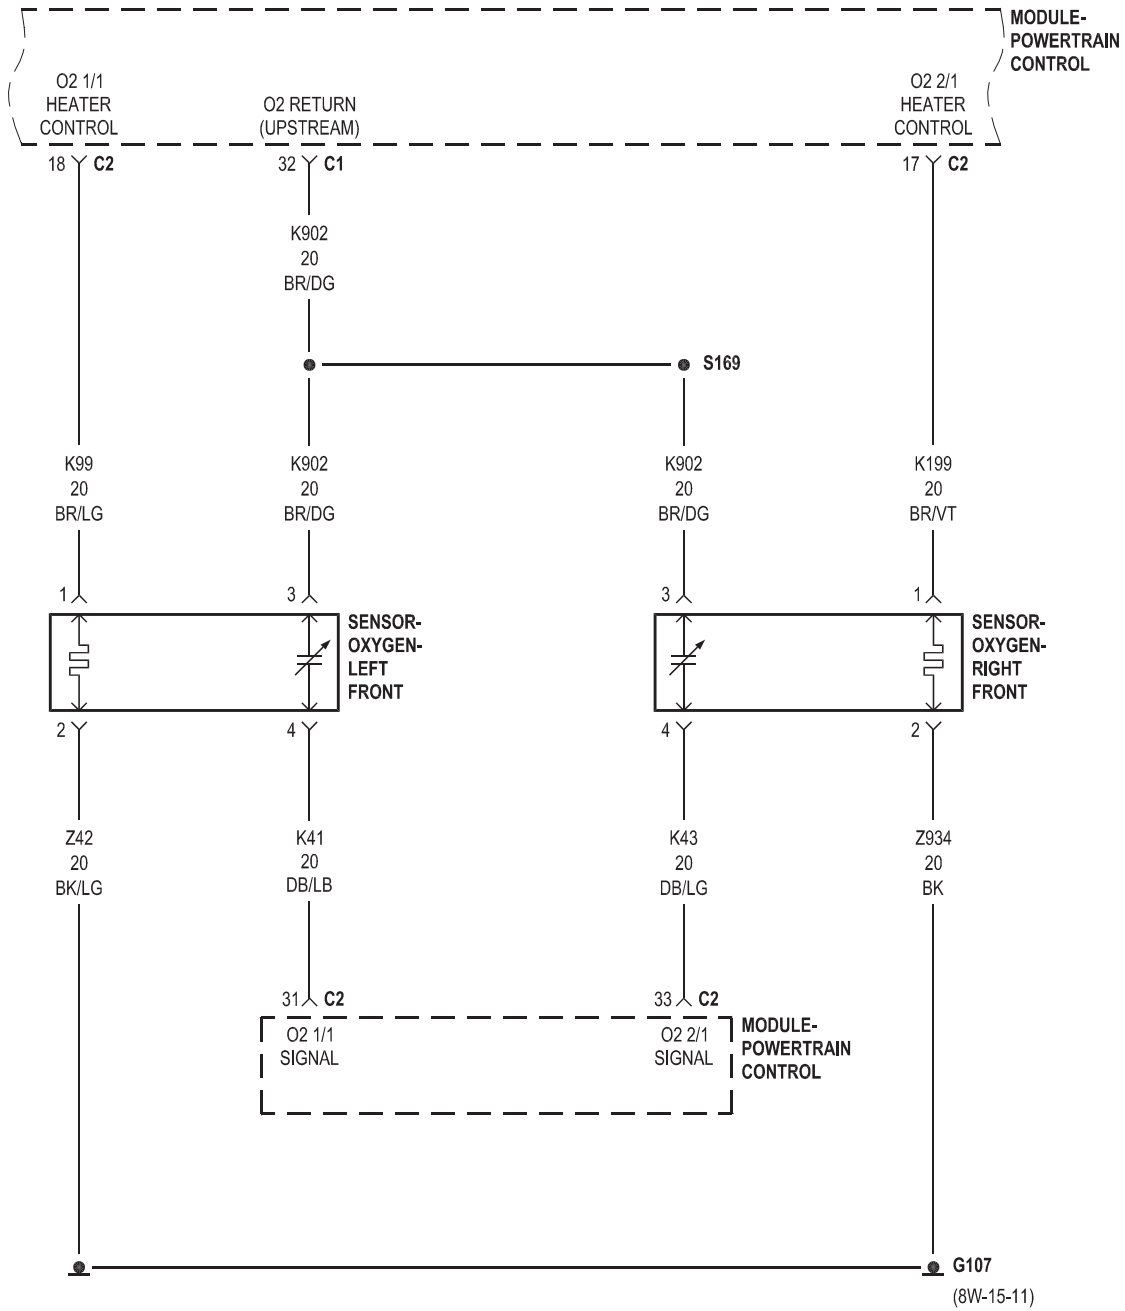 MODULE-
POWERTRAIN
CONTROL
O2 1/1
HEATER
CONTROL
O2 RETURN
(UPSTREAM)
O2 2/1
HEATER
CONTROL
18 C2
32 C1
17 C2
K902
20
BR/DG
S169
K99
20
BR/LG
K902
20
BR/DG
K902
20
BR/DG
K199
20
BR/VT
1
3
3
1
SENSOR-
OXYGEN-
LEFT
FRONT
SENSOR-
OXYGEN-
RIGHT
FRONT
2
4
4
2
Z42
20
BK/LG
K41
20
DB/LB
K43
20
DB/LG
Z934
20
BK
31 C2
33 C2
O2 1/1
SIGNAL
O2 2/1
SIGNAL
MODULE-
POWERTRAIN
CONTROL
G107
(8W-15-11)